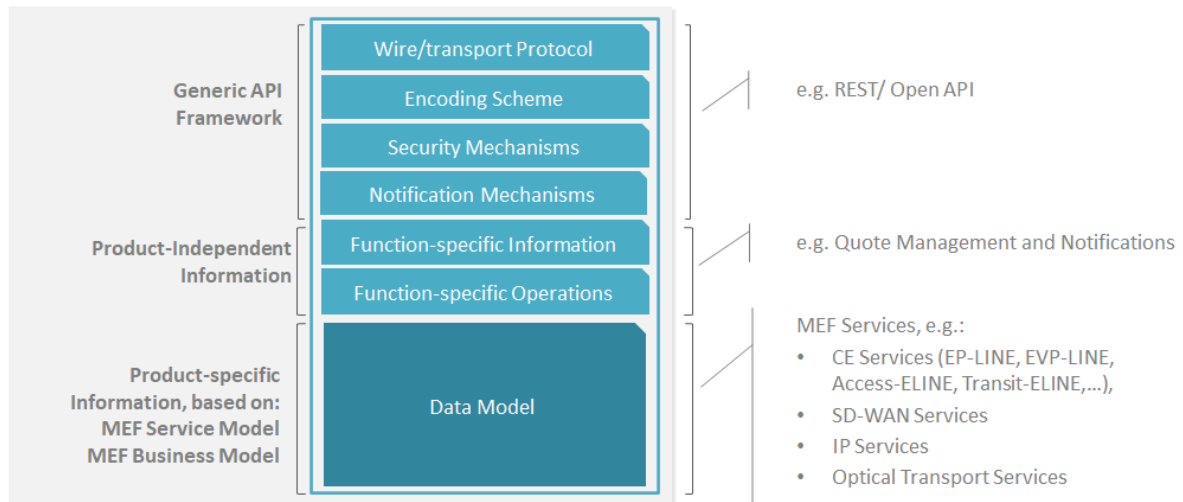 Wire/transport Protocol
Encoding Scheme
Security Mechanisms
Notification Mechanisms
Function-specific Information
Function-specific Operations
Data Model
Generic API
Framework
Product-Independent
Information
Product-specific
Information, based on:
MEF Service Model
MEF Business Model
e.g. REST/ Open API
e.g. Quote Management and Notifications
MEF Services, e.g.:
• CE Services (EP-LINE, EVP-LINE,
Access-ELINE, Transit-ELINE,...),
• SD-WAN Services
• IP Services
• Optical Transport Services